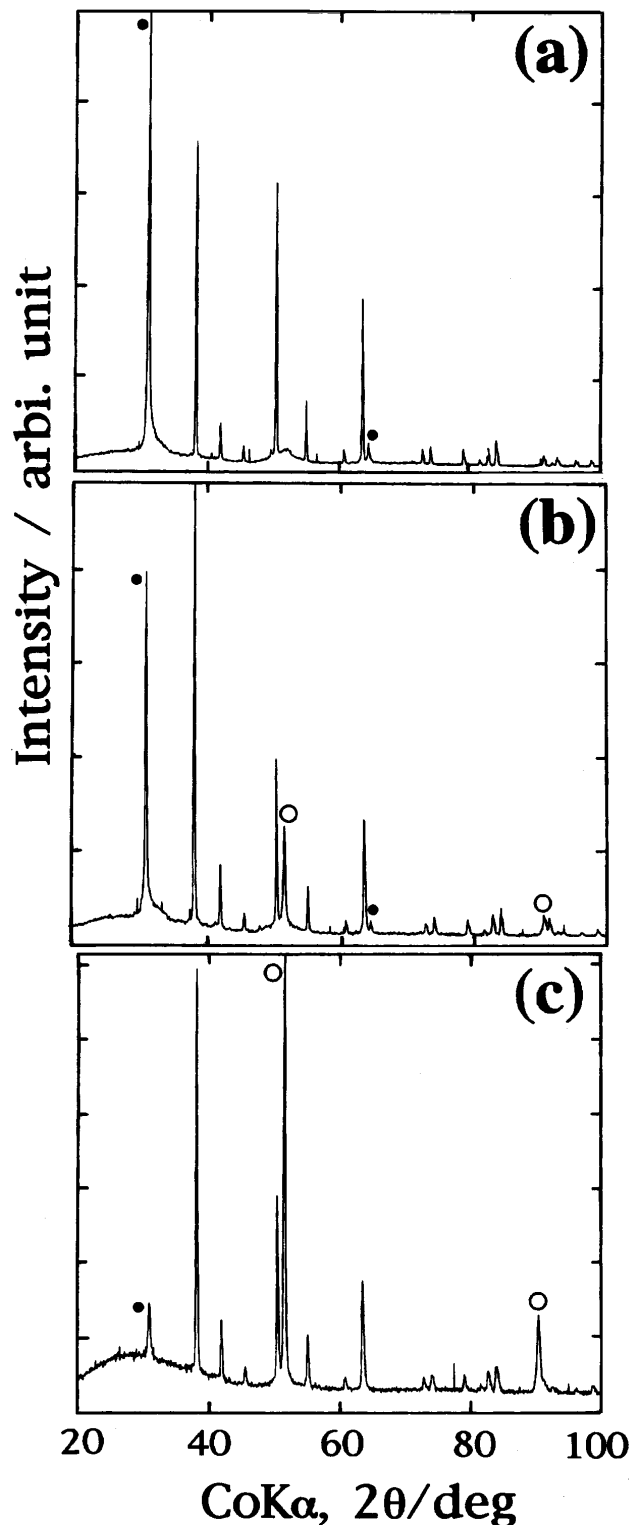 (a)
(b)
(c)
Intensity / arbi. unit
20 40 60 80 100
CoKα, 2θ/deg